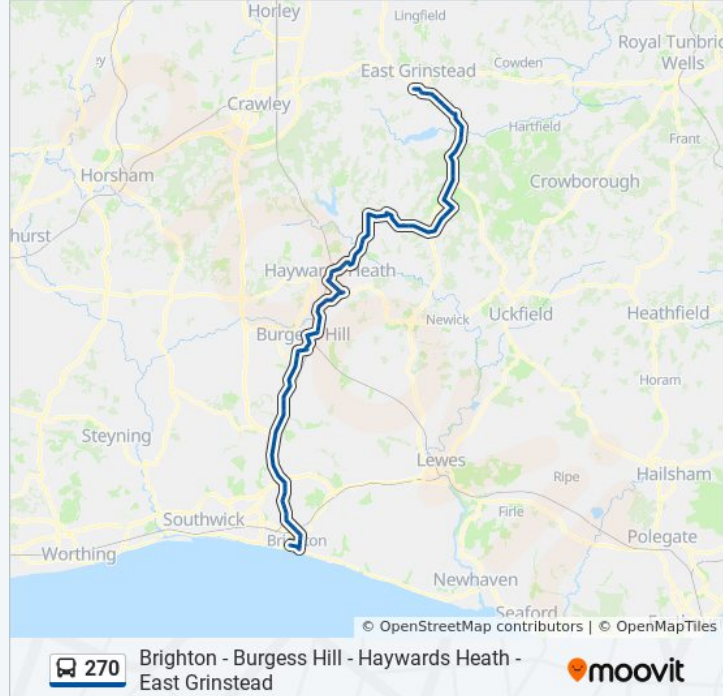 Horley
Lingfield
ey
East Grinstead
Cowden
Royal Tunbri
Wells
Crawley
Hartfield
Frant
Horsham
Crowborough
hurst
Haywards Heath
Uckfield
Heathfield
Newick
Burgess Hill
Horam
Steyning
Lewes
Ripe
Hailsham
Firle
Southwick
Brighton
Polegate
Worthing
Newhaven
Seaford
© OpenStreetMap contributors | © OpenMapTiles
270
Brighton - Burgess Hill - Haywards Heath -
East Grinstead
moovit